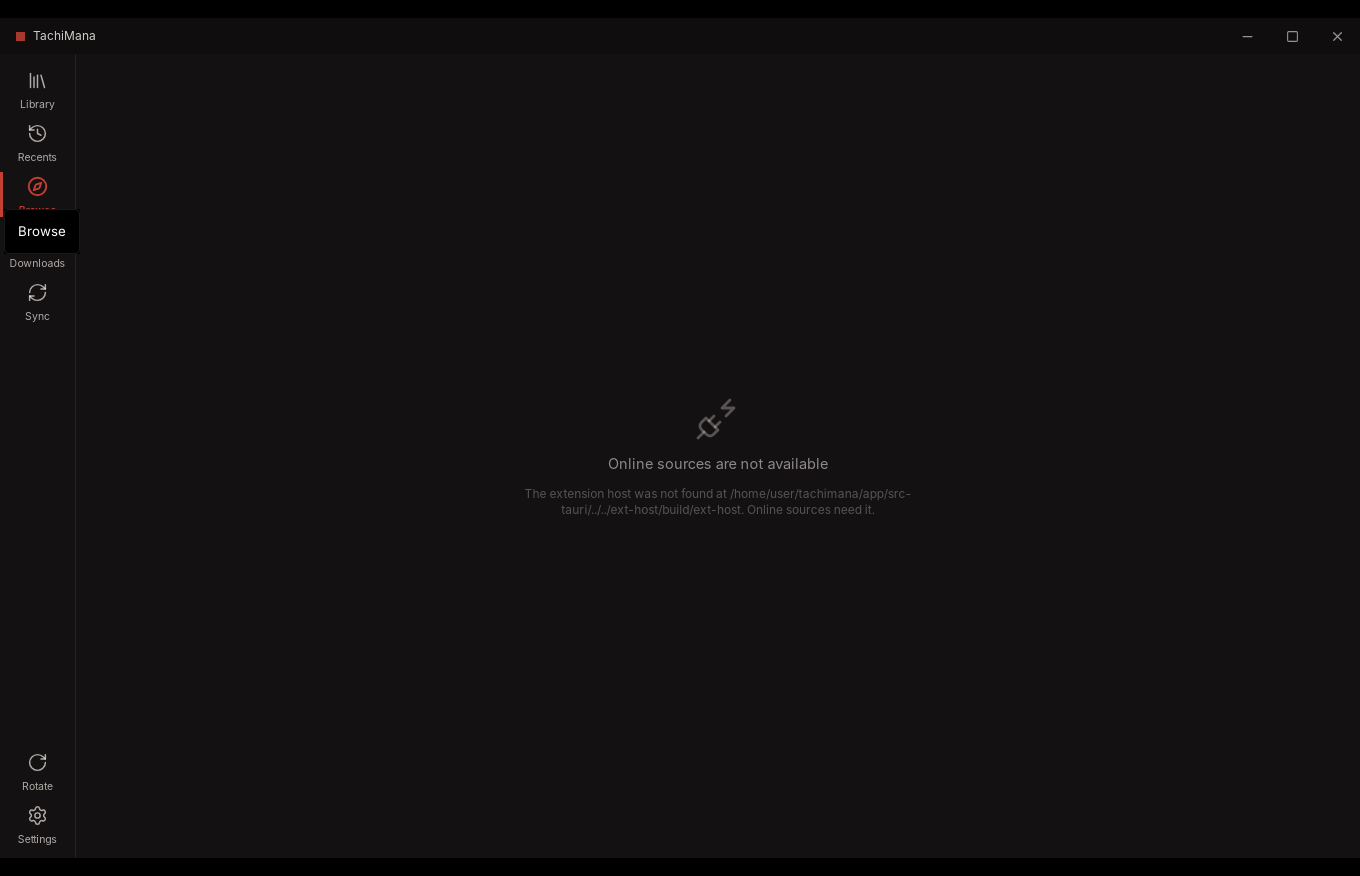 TachiMana
Library
Recents
Browse
Browse
Downloads
Sync
Online sources are not available
The extension host was not found at /home/user/tachimana/app/src-
tauri/../../ext-host/build/ext-host. Online sources need it.
Rotate
Settings